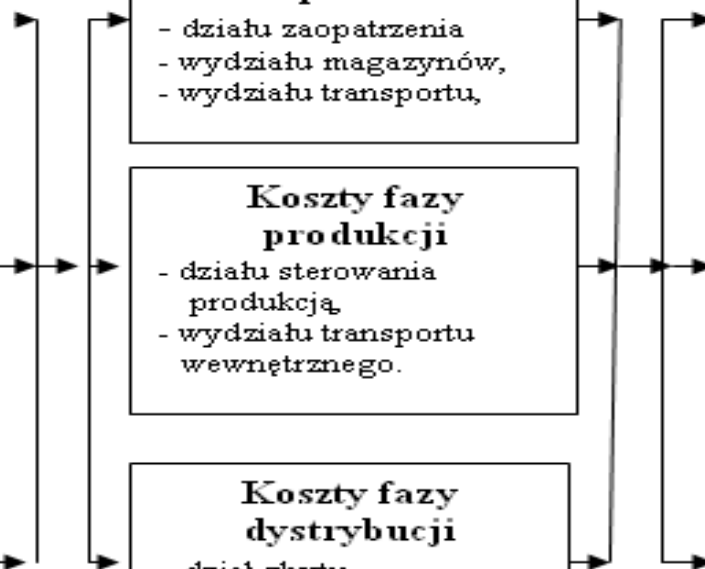 - działu zaopatrzenia
- wydziału magazynów,
- wydziału transportu,
Koszty fazy
produkcji
- działu sterowania
produkcją,
- wydziału transportu
wewnętrznego.
Koszty fazy
dystrybucji